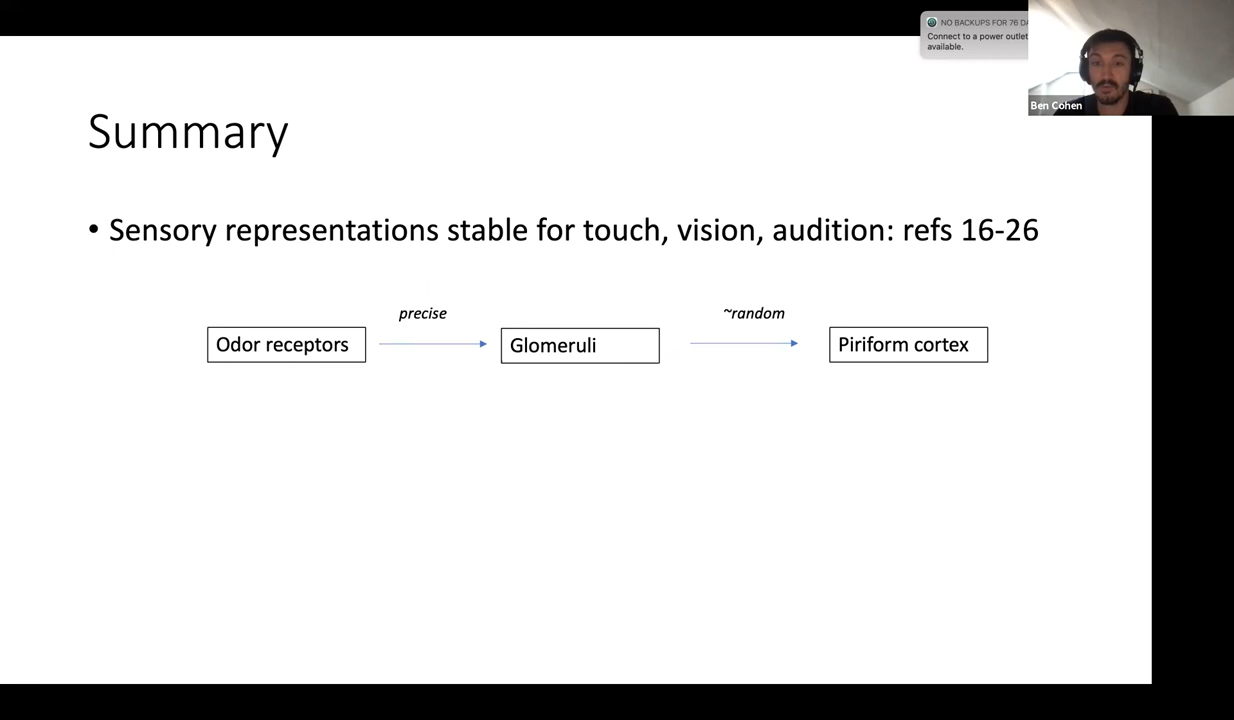 NO BACKUPS FOR 76
Connect to a power outlet
available.
Ben Cohen
Summary
• Sensory representations stable for touch, vision, audition: refs 16-26
precise
~random
Odor receptors
Glomeruli
Piriform cortex